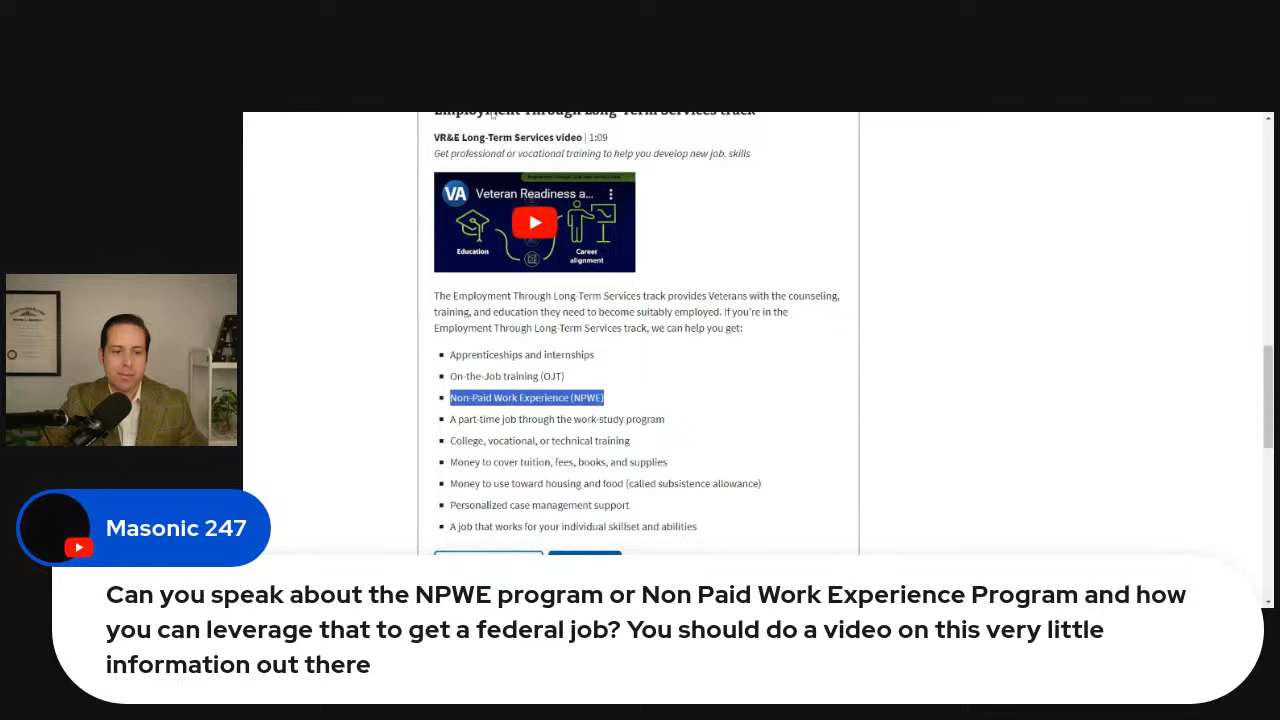 Employment Through Long-Term Services track
VR&E Long-Term Services video | 1:09
Get professional or vocational training to help you develop new job. skills
VA
Veteran Readiness a...
Education
Career
alignment
The Employment Through Long-Term Services track provides Veterans with the counseling,
training, and education they need to become suitably employed. If you're in the
Employment Through Long-Term Services track, we can help you get:
Apprenticeships and internships
On-the-Job training (OJT)
Non-Paid Work Experience (NPWE)
A part-time job through the work-study program
College, vocational, or technical training
Money to cover tuition, fees, books, and supplies
Money to use toward housing and food (called subsistence allowance)
Personalized case management support
A job that works for your individual skillset and abilities
Masonic 247
Can you speak about the NPWE program or Non Paid Work Experience Program and how
you can leverage that to get a federal job? You should do a video on this very little
information out there